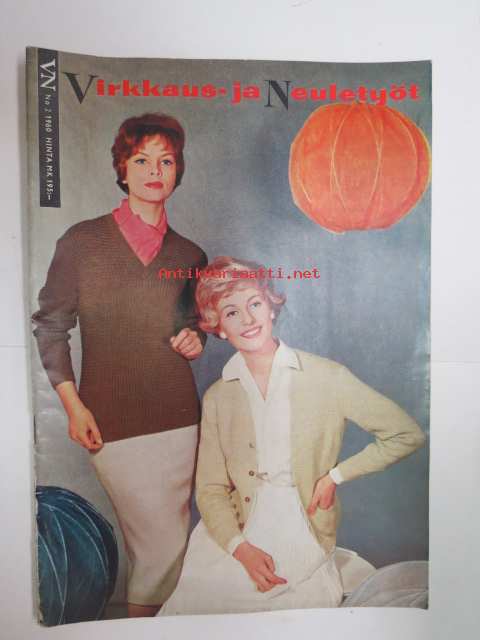 VN No 2 1960 HINTA MK 195:-
Virkkaus- ja Neuletyöt
Antikvariaatti.net